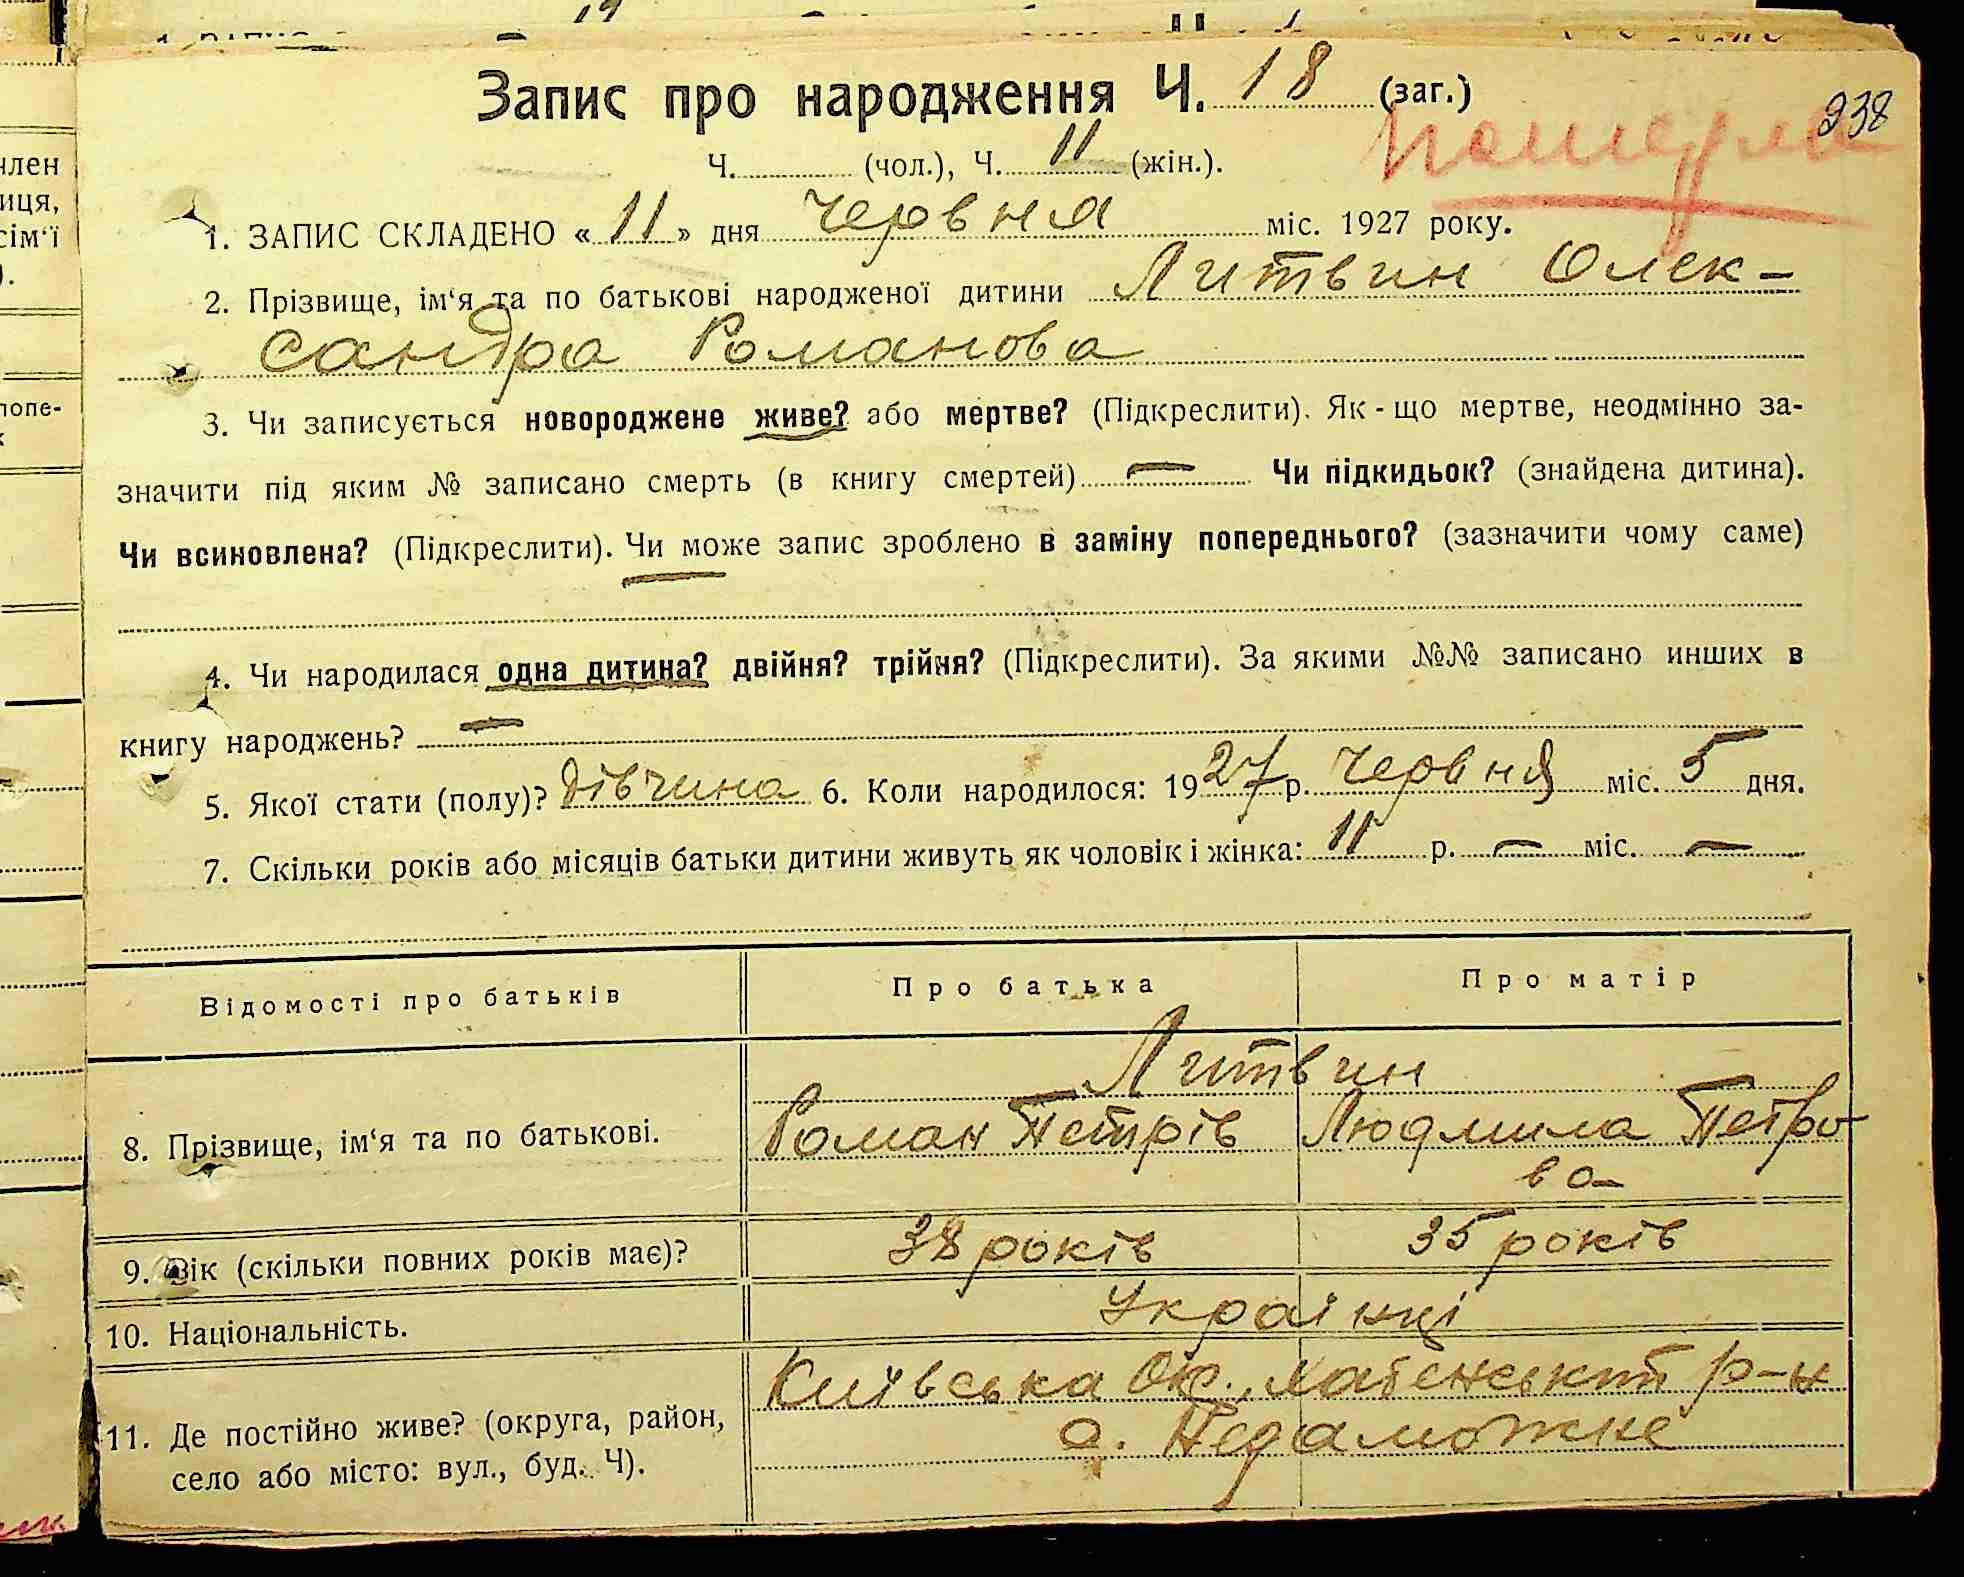 Запис про народження Ч. 18 (заг.)
238
померла
Ч. (чол.), Ч. 11 (жін.).
1. ЗАПИС СКЛАДЕНО « 11 » дня червня міс. 1927 року.
2. Прізвище, ім‘я та по батькові народженої дитини Литвин Олек-
сандра Романова
3. Чи записується новороджене живе? або мертве? (Підкреслити). Як-що мертве, неодмінно за-
значити під яким № записано смерть (в книгу смертей) — Чи підкидьок? (знайдена дитина).
Чи всиновлена? (Підкреслити). Чи може запис зроблено в заміну попереднього? (зазначити чому саме)
—
4. Чи народилася одна дитина? двійня? трійня? (Підкреслити). За якими №№ записано инших в
книгу народжень? —
5. Якої стати (полу)? дівчина 6. Коли народилося: 1927 р. червня міс. 5 дня.
7. Скільки років або місяців батьки дитини живуть як чоловік і жінка: 11 р. — міс. —
Відомості про батьків Про батька Про матір
Литвин
8. Прізвище, ім‘я та по батькові. Роман Петрів Людмила Петро
ва
9. Вік (скільки повних років має)? 38 років 35 років
10. Національність. Українці
Київська Ок., Хабенський р-н
11. Де постійно живе? (округа, район, с.
село або місто: вул., буд. Ч).
член
иця,
сім‘ї
).
попе-